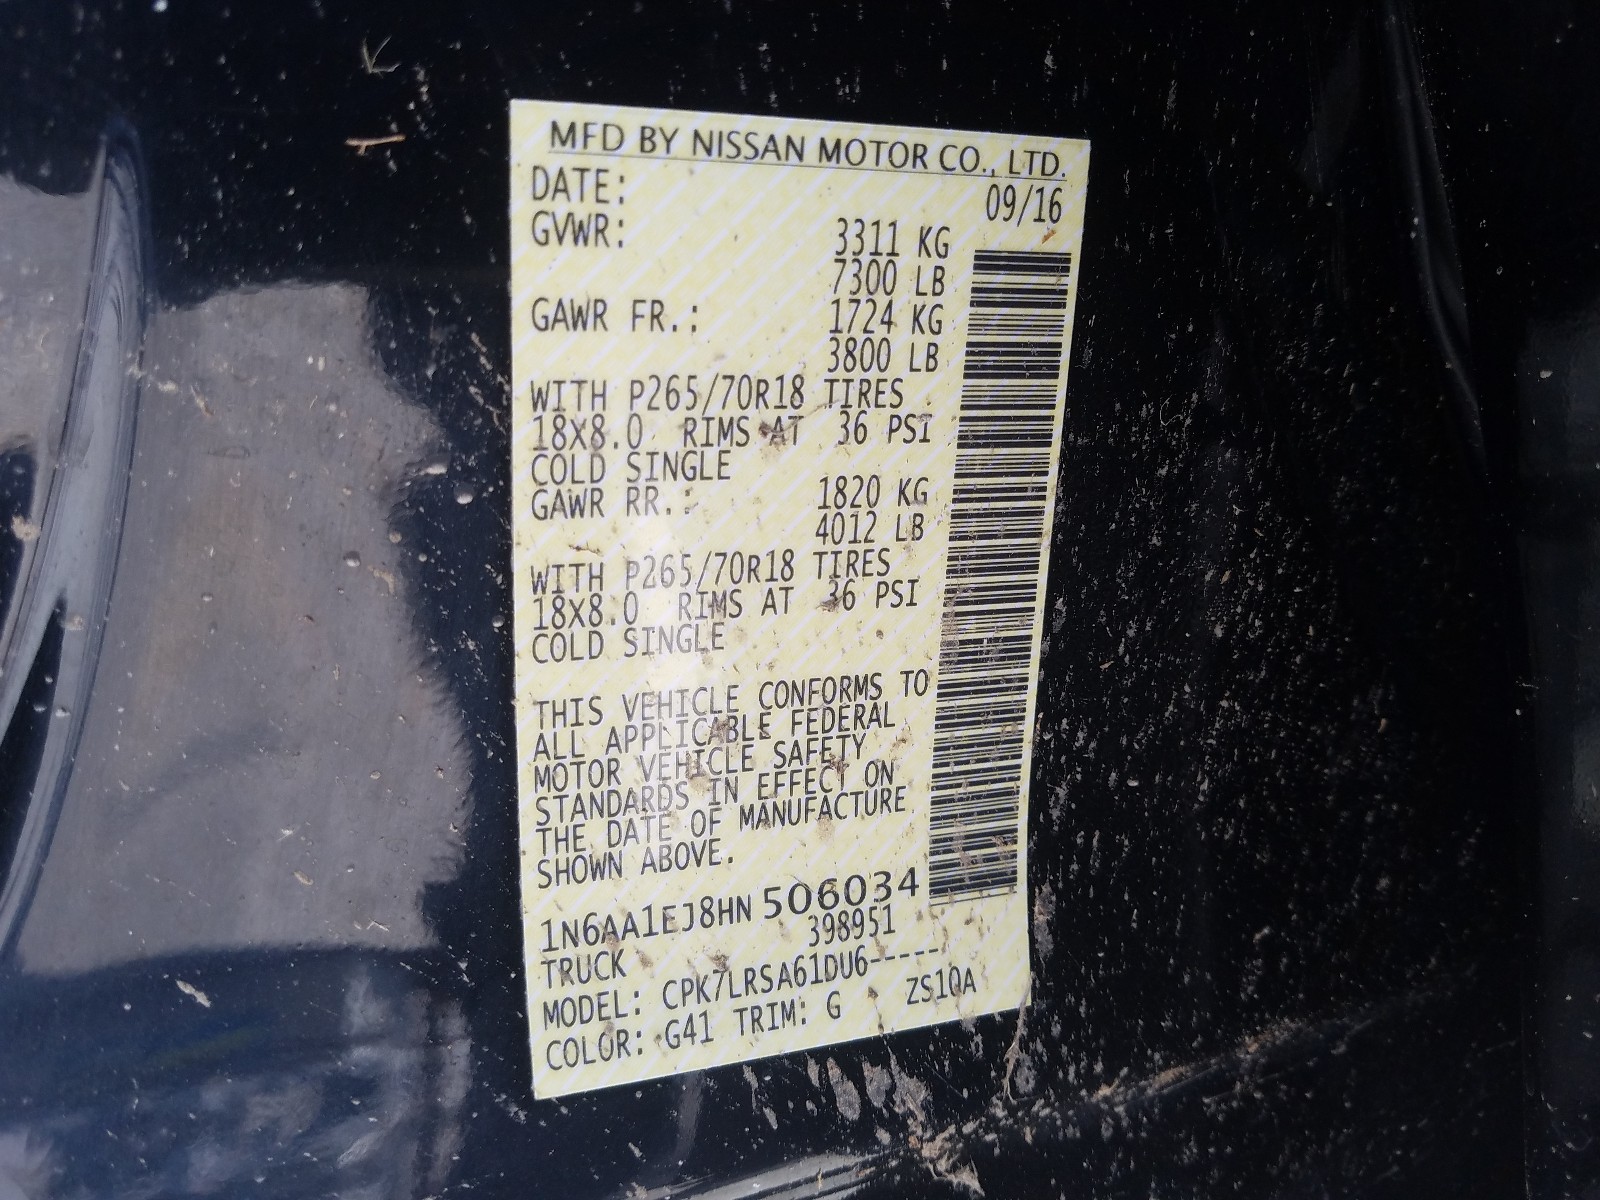 MFD BY NISSAN MOTOR CO., LTD.
DATE: 09/16
GVWR: 3311 KG
7300 LB
GAWR FR.: 1724 KG
3800 LB
WITH P265/70R18 TIRES
18X8.0 RIMS AT 36 PSI
COLD SINGLE
GAWR RR.: 1820 KG
4012 LB
WITH P265/70R18 TIRES
18X8.0 RIMS AT 36 PSI
COLD SINGLE
THIS VEHICLE CONFORMS TO
ALL APPLICABLE FEDERAL
MOTOR VEHICLE SAFETY
STANDARDS IN EFFECT ON
THE DATE OF MANUFACTURE
SHOWN ABOVE.
1N6AA1EJ8HN 506034
TRUCK 398951
MODEL: CPK7LRSA61DU6-----
COLOR: G41 TRIM: G ZS1QA